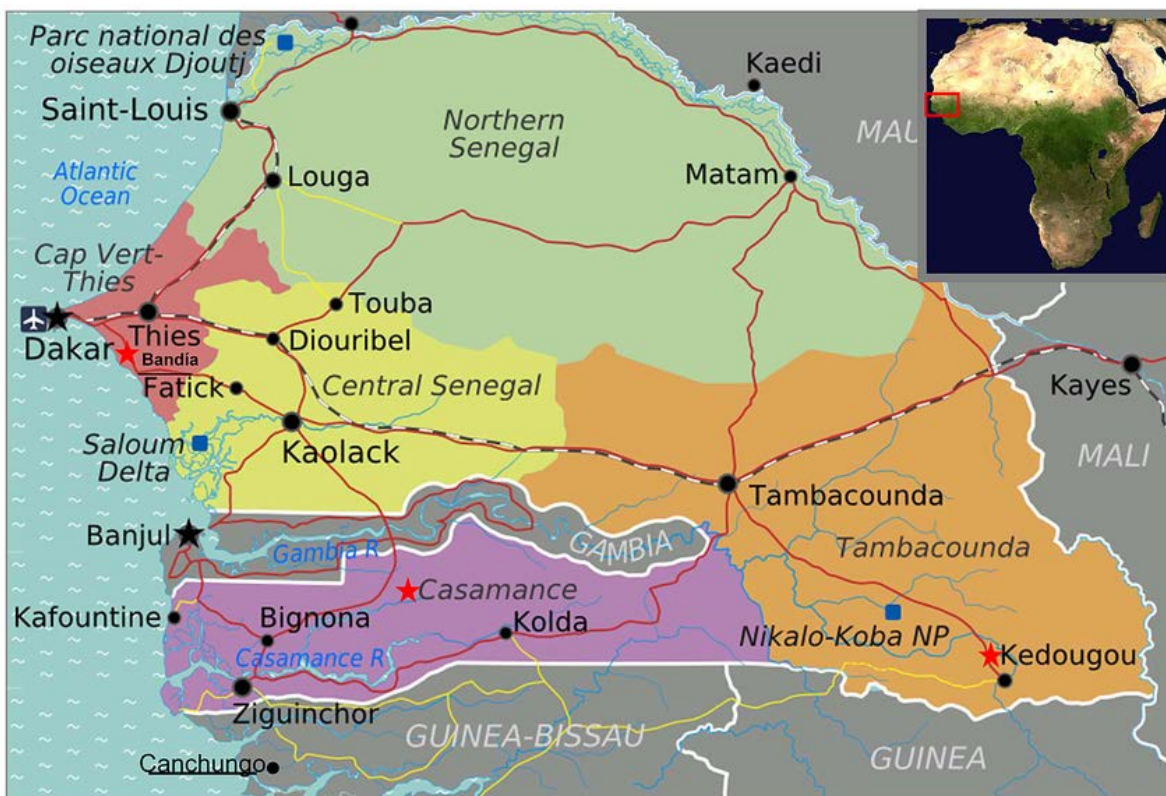 Parc national des
oiseaux Djoutj
Kaedi
Saint-Louis
Northern
Senegal
MAU
Atlantic
Ocean
Louga
Matam
Cap Vert-
Thies
Touba
Thies
Diouribel
Dakar
Bandía
Fatick
Central Senegal
Kayes
Saloum
Delta
Kaolack
MALI
Tambacounda
Banjul
Gambia R
GAMBIA
Tambacounda
Casamance
Kafountine
Bignona
Kolda
Nikalo-Koba NP
Casamance R
Kedougou
Ziguinchor
GUINEA-BISSAU
GUINEA
Canchungo